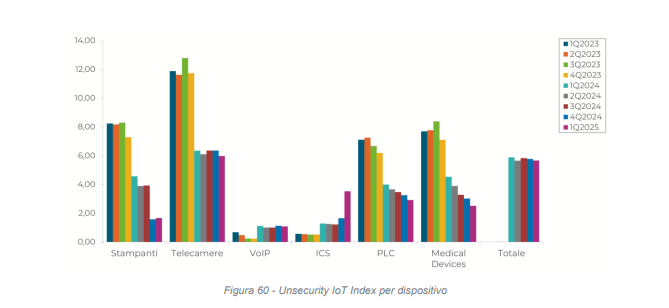 14,00
12,00
10,00
8,00
6,00
4,00
2,00
0,00
Stampanti Telecamere VoIP ICS PLC Medical Devices Totale
1Q2023
2Q2023
3Q2023
4Q2023
1Q2024
2Q2024
3Q2024
4Q2024
1Q2025
Figura 60 - Unsecurity IoT Index per dispositivo